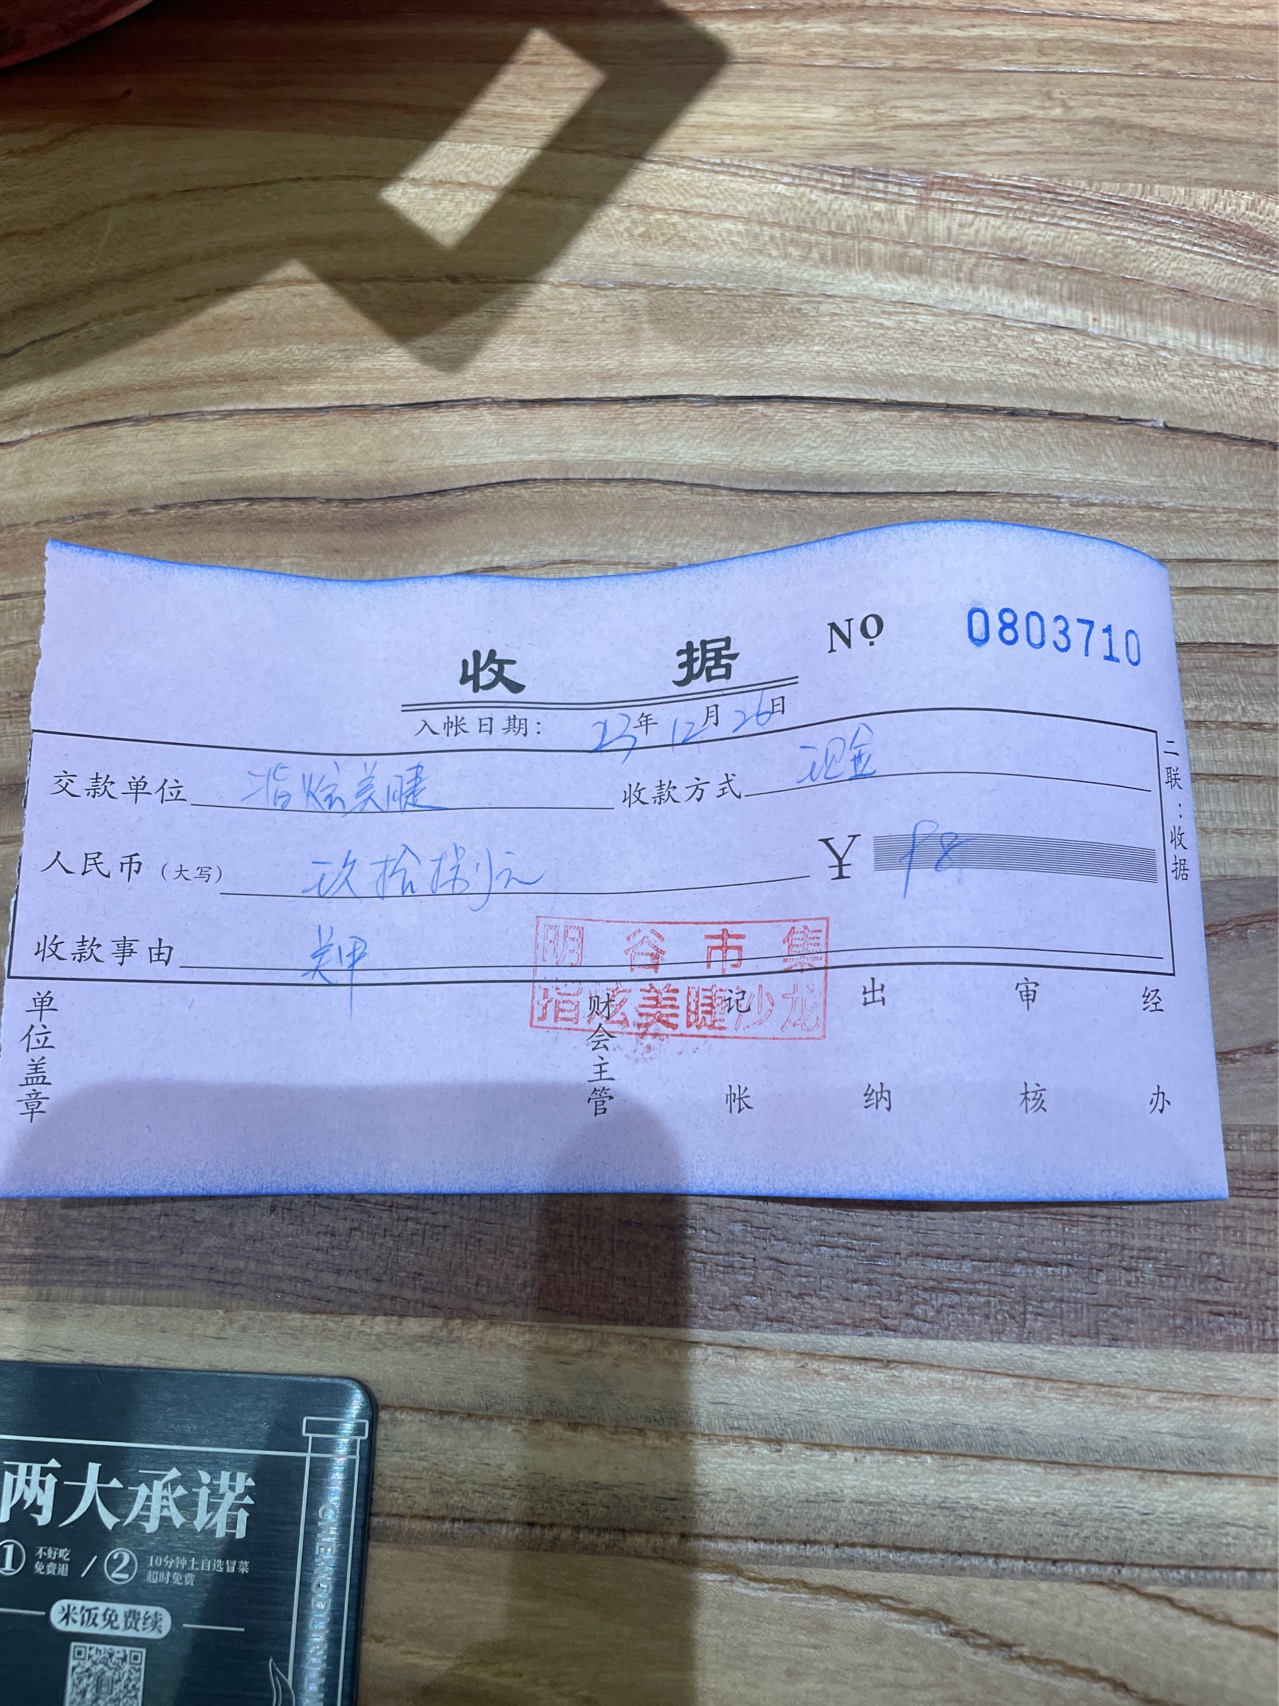 收 据 No 0803710
入帐日期：23年12月26日
交款单位 指炫美睫 收款方式 现金
人民币（大写） 玖拾捌元 ¥ 98
收款事由 美甲
二联：收据
明谷市集
指炫美睫沙龙
单位盖章 财会主管 记帐 出纳 审核 经办
两大承诺
1 不好吃免费退 / 2 10分钟上自选冒菜超时免费
米饭免费续